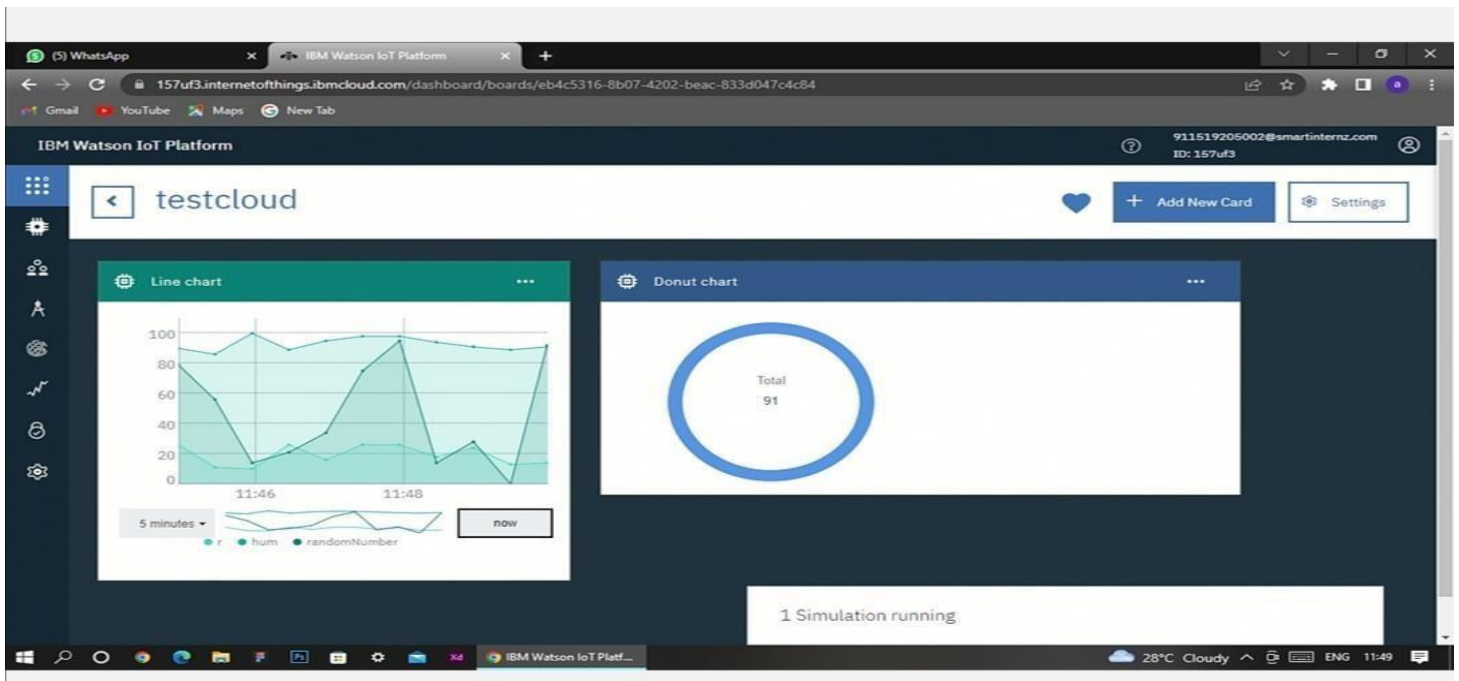 (5) WhatsApp
IBM Watson IoT Platform
157uf3.internetofthings.ibmcloud.com/dashboard/boards/eb4c5316-8b07-4202-beac-833d047c4c84
Gmail YouTube Maps New Tab
IBM Watson IoT Platform
911519205002@smartinternz.com
ID: 157uf3
testcloud
+ Add New Card
Settings
Line chart
Donut chart
100
80
60
40
20
0
11:46 11:48
Total
91
5 minutes
now
r hum randomNumber
1 Simulation running
IBM Watson IoT Platf...
28°C Cloudy ENG 11:49